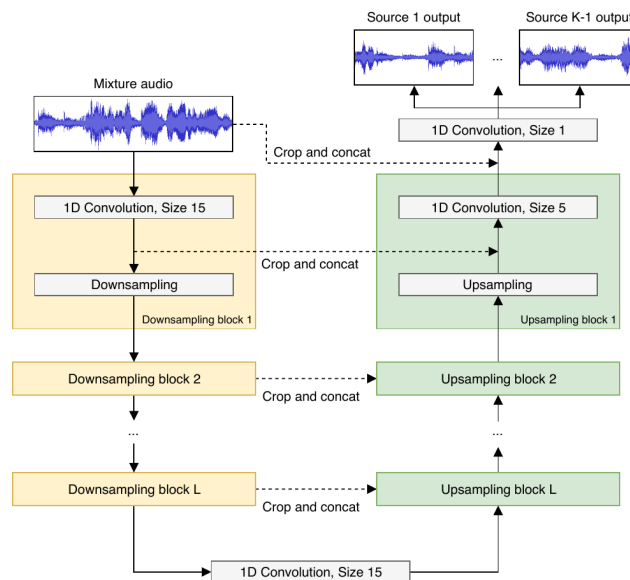 Source 1 output
Source K-1 output
...
Mixture audio
1D Convolution, Size 1
Crop and concat
1D Convolution, Size 15
1D Convolution, Size 5
Crop and concat
Downsampling
Upsampling
Downsampling block 1
Upsampling block 1
Downsampling block 2
Upsampling block 2
Crop and concat
...
...
Downsampling block L
Upsampling block L
Crop and concat
1D Convolution, Size 15